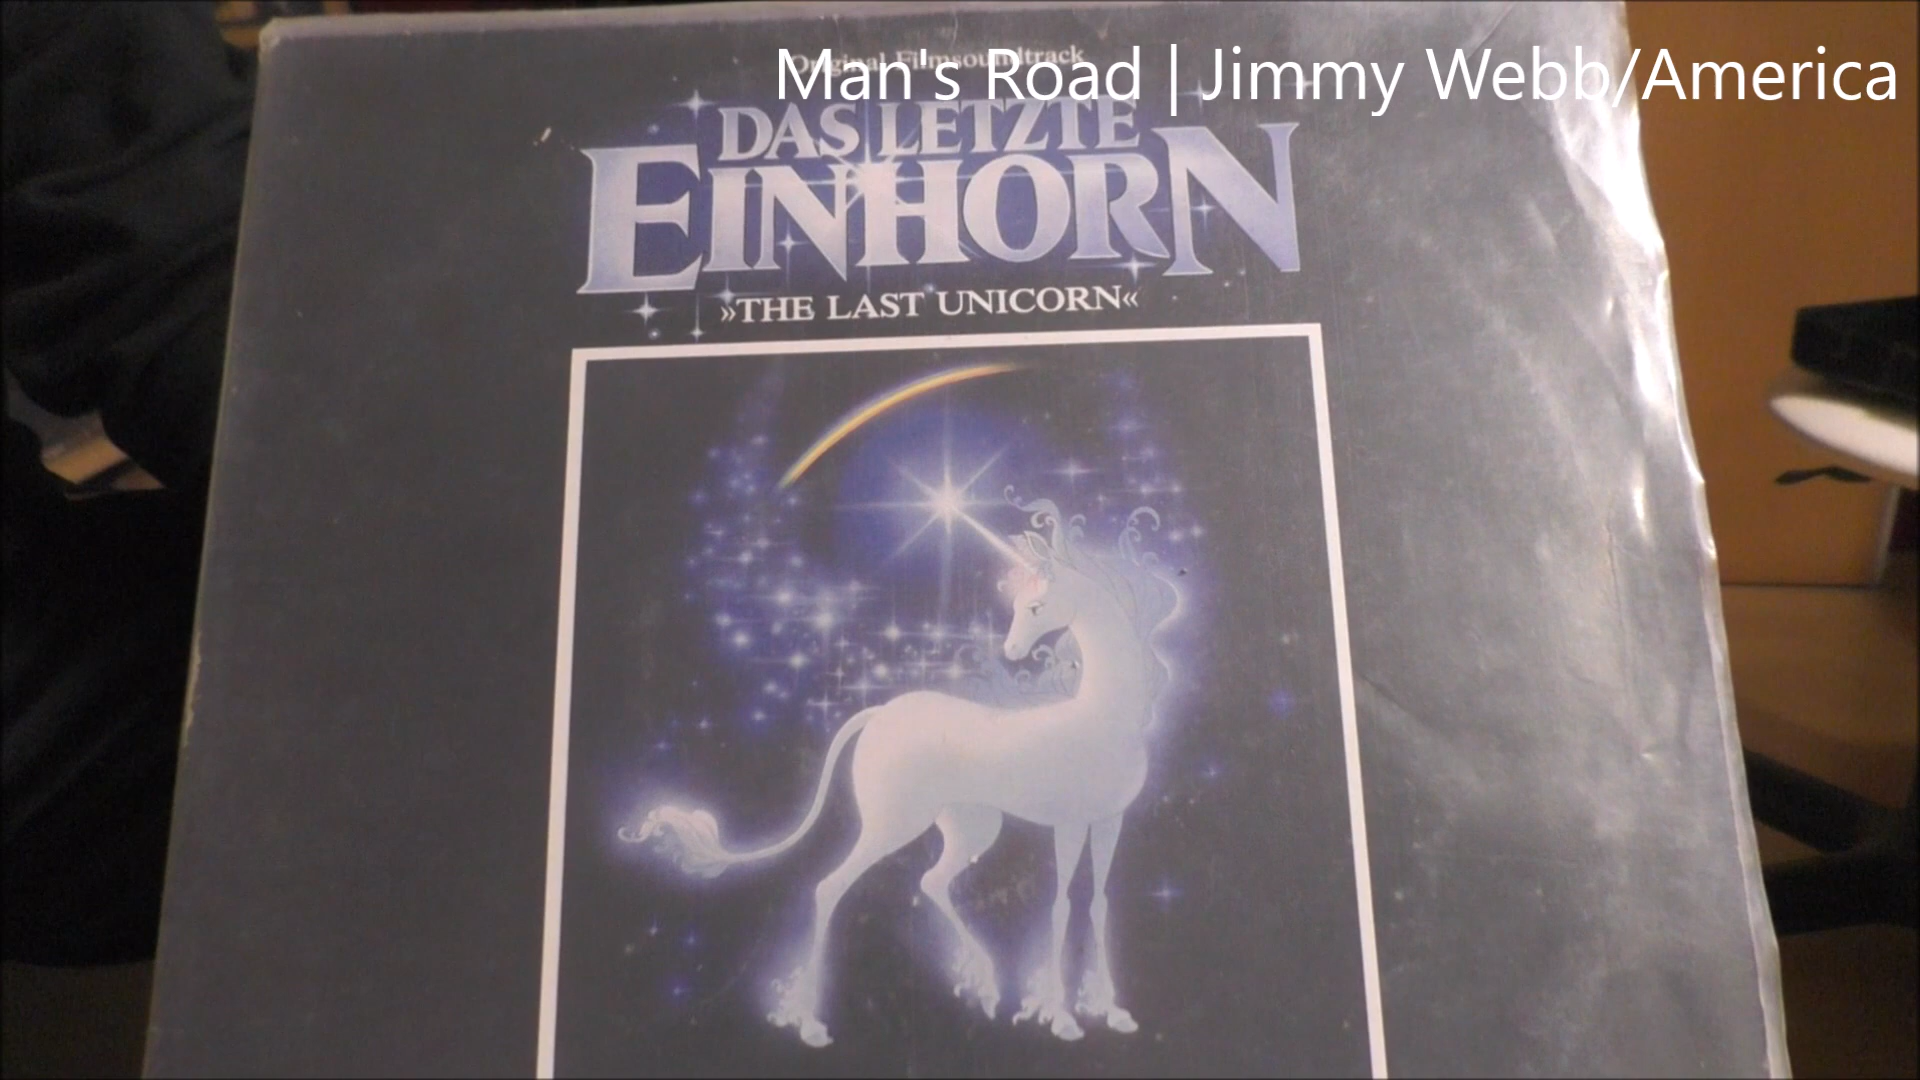 Man's Road | Jimmy Webb/America
Original Filmsoundtrack
DAS LETZTE
EINHORN
»THE LAST UNICORN«